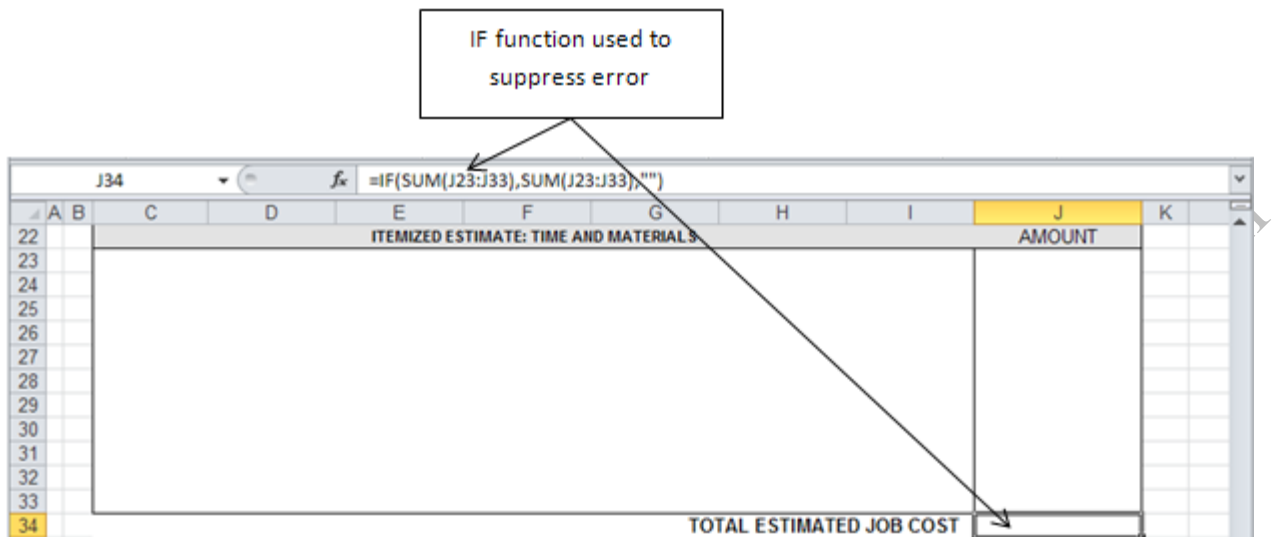 IF function used to
suppress error
J34 fx =IF(SUM(J23:J33),SUM(J23:J33),"")
A B C D E F G H I J K
22 ITEMIZED ESTIMATE: TIME AND MATERIALS AMOUNT
23
24
25
26
27
28
29
30
31
32
33
34 TOTAL ESTIMATED JOB COST